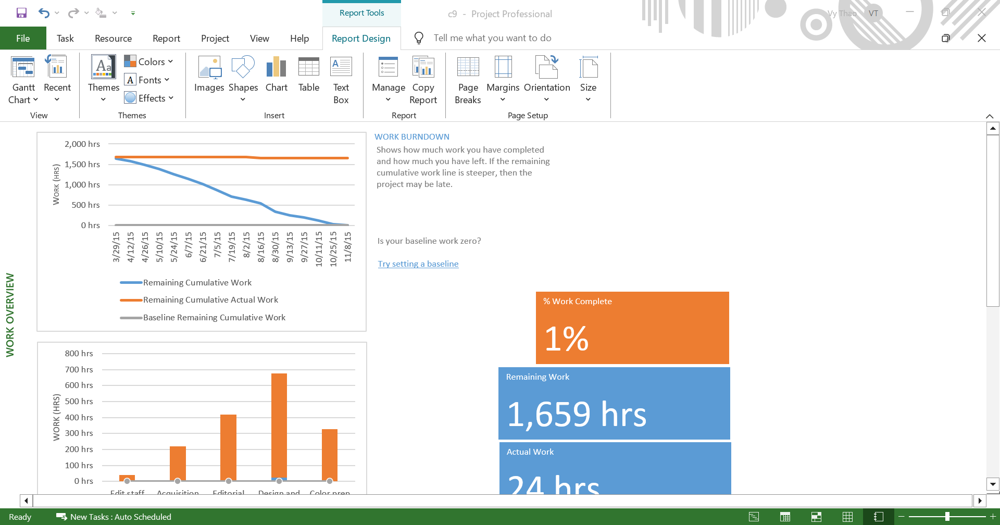 Report Tools
c9 - Project Professional
Vy Thao
VT
File
Task
Resource
Report
Project
View
Help
Report Design
Tell me what you want to do
Gantt
Chart
Recent
View
Themes
Colors
Fonts
Effects
Themes
Images
Shapes
Chart
Table
Text
Box
Insert
Manage
Copy
Report
Report
Page
Breaks
Margins
Orientation
Size
Page Setup
WORK OVERVIEW
WORK (HRS)
2,000 hrs
1,500 hrs
1,000 hrs
500 hrs
0 hrs
3/29/15
4/12/15
4/26/15
5/10/15
5/24/15
6/7/15
6/21/15
7/5/15
7/19/15
8/2/15
8/16/15
8/30/15
9/13/15
9/27/15
10/11/15
10/25/15
11/8/15
Remaining Cumulative Work
Remaining Cumulative Actual Work
Baseline Remaining Cumulative Work
WORK BURNDOWN
Shows how much work you have completed
and how much you have left. If the remaining
cumulative work line is steeper, then the
project may be late.
Is your baseline work zero?
Try setting a baseline
WORK (HRS)
800 hrs
700 hrs
600 hrs
500 hrs
400 hrs
300 hrs
200 hrs
100 hrs
0 hrs
Edit staff
Acquisition
Editorial
Design and
Color prep
% Work Complete
1%
Remaining Work
1,659 hrs
Actual Work
24 hrs
Ready
New Tasks : Auto Scheduled